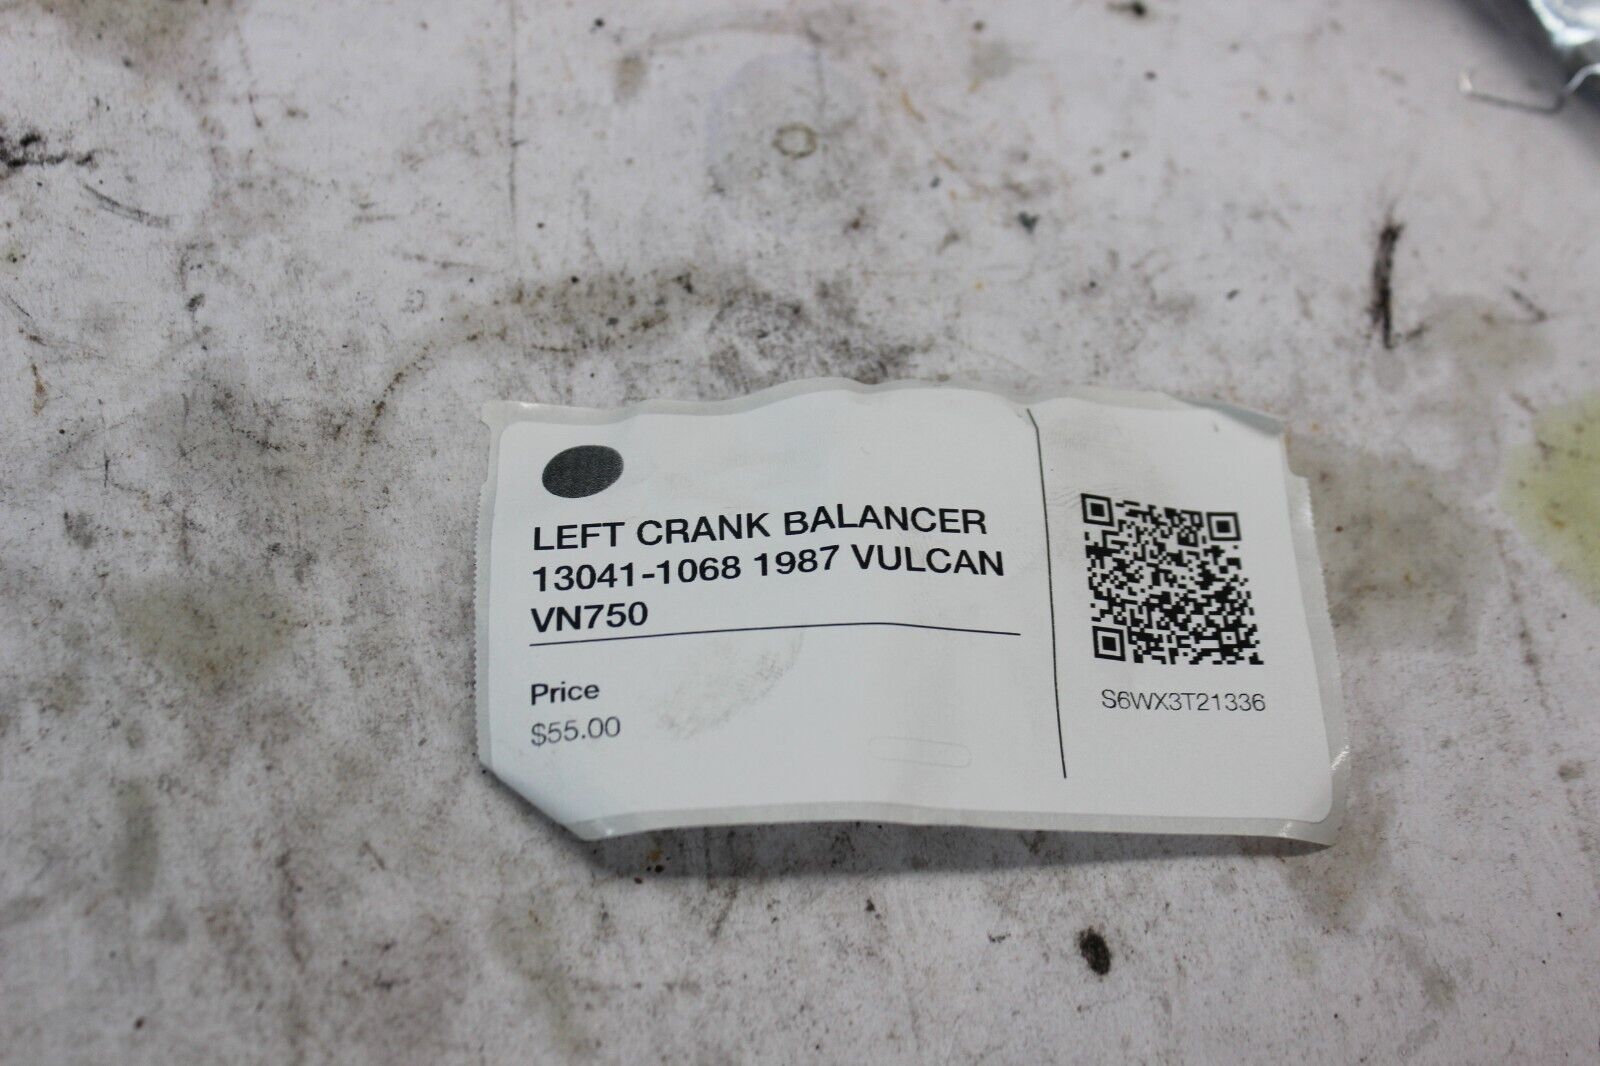 LEFT CRANK BALANCER
13041-1068 1987 VULCAN
VN750
Price
$55.00
S6WX3T21336